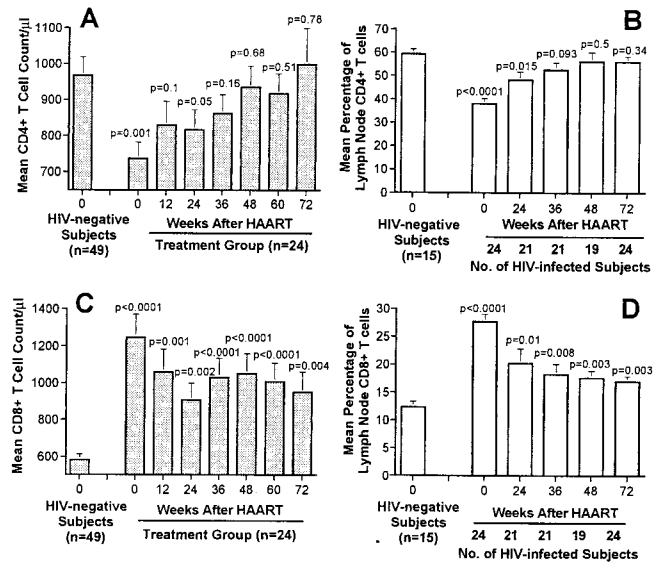 A
Mean CD4+ T Cell Count/µl
1100
1000
900
800
700
p=0.001
p=0.1
p=0.05
p=0.16
p=0.68
p=0.51
p=0.78
0
0 12 24 36 48 60 72
HIV-negative
Subjects
(n=49)
Weeks After HAART
Treatment Group (n=24)
B
Mean Percentage of
Lymph Node CD4+ T cells
70
60
50
40
30
20
10
0
p<0.0001
p=0.015
p=0.093
p=0.5
p=0.34
0
0 24 36 48 72
HIV-negative
Subjects
(n=15)
Weeks After HAART
24 21 21 19 24
No. of HIV-infected Subjects
C
Mean CD8+ T Cell Count/µl
1400
1200
1000
800
600
p<0.0001
p=0.001
p=0.002
p<0.0001
p<0.0001
p<0.0001
p=0.004
0
0 12 24 36 48 60 72
HIV-negative
Subjects
(n=49)
Weeks After HAART
Treatment Group (n=24)
D
Mean Percentage of
Lymph Node CD8+ T cells
30
25
20
15
10
5
0
p<0.0001
p=0.01
p=0.008
p=0.003
p=0.003
0
0 24 36 48 72
HIV-negative
Subjects
(n=15)
Weeks After HAART
24 21 21 19 24
No. of HIV-infected Subjects